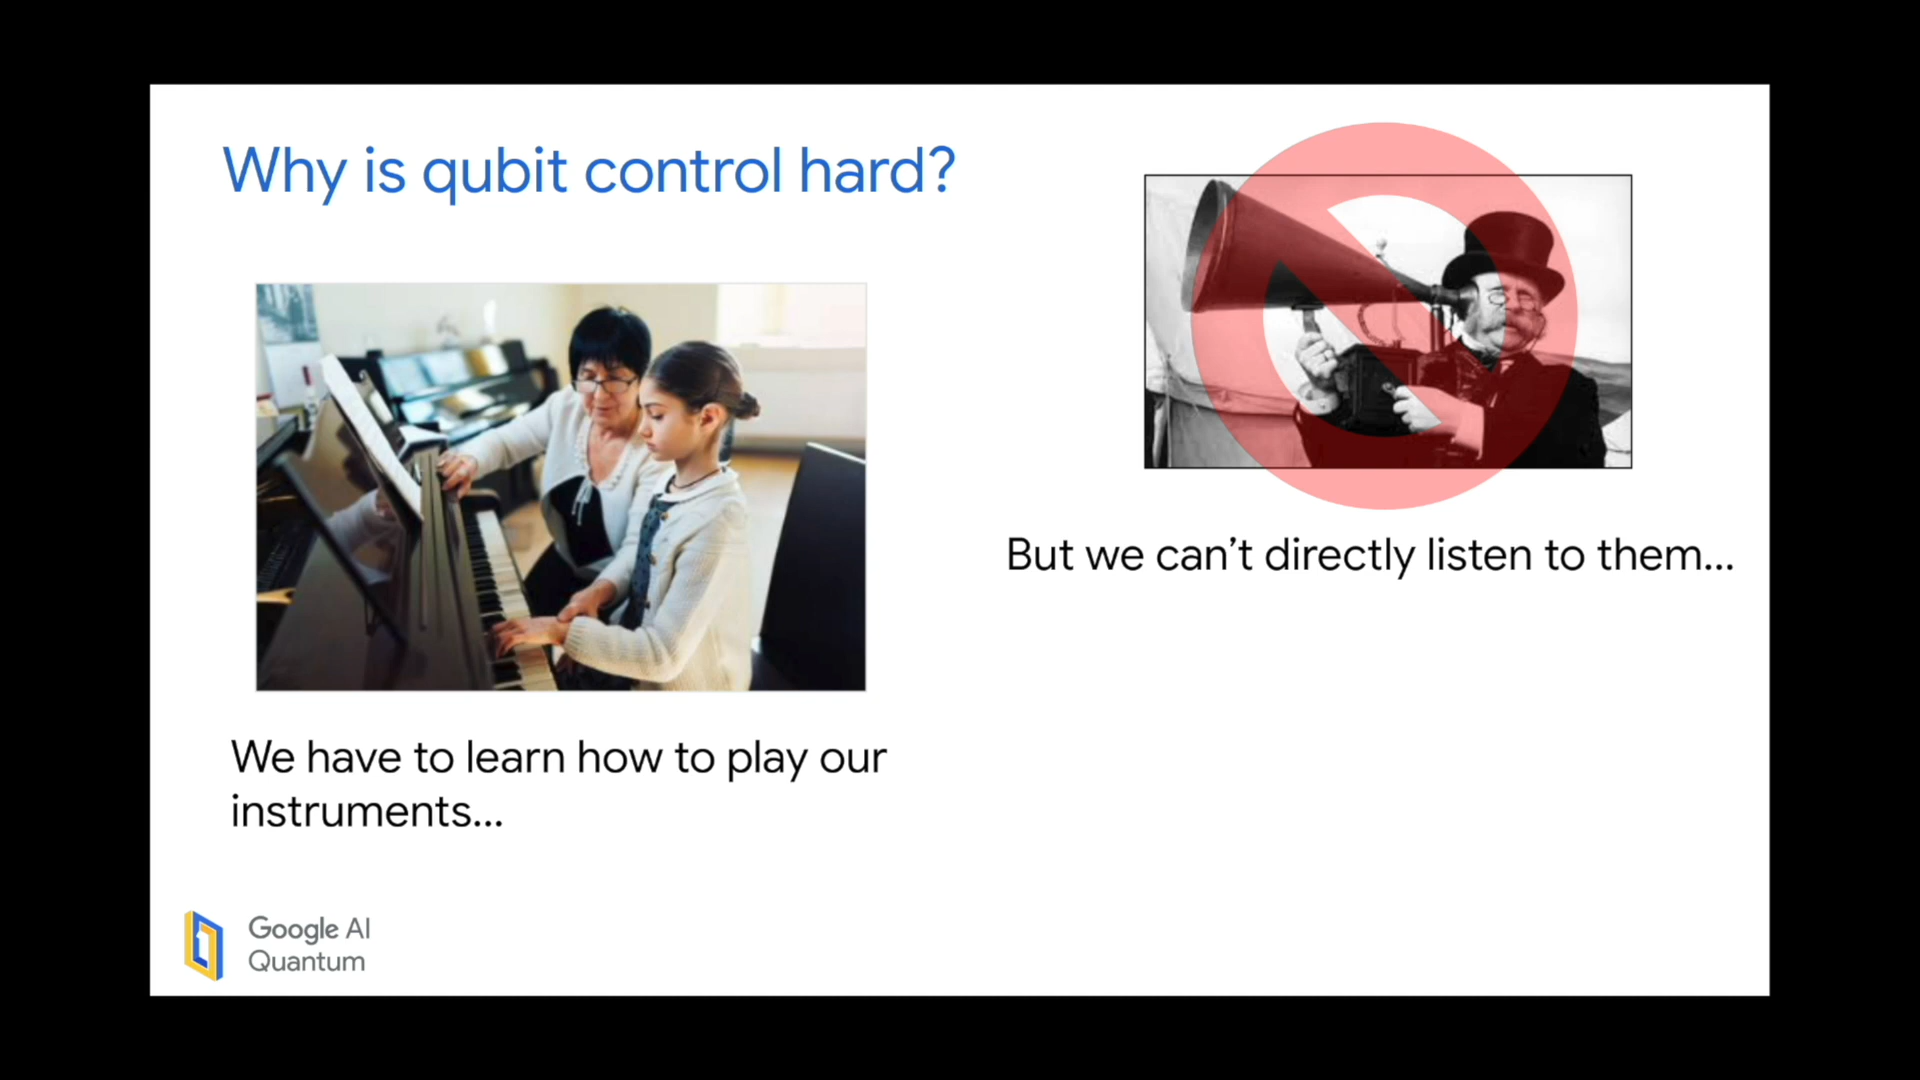 Why is qubit control hard?
But we can’t directly listen to them...
We have to learn how to play our
instruments...
Google AI
Quantum